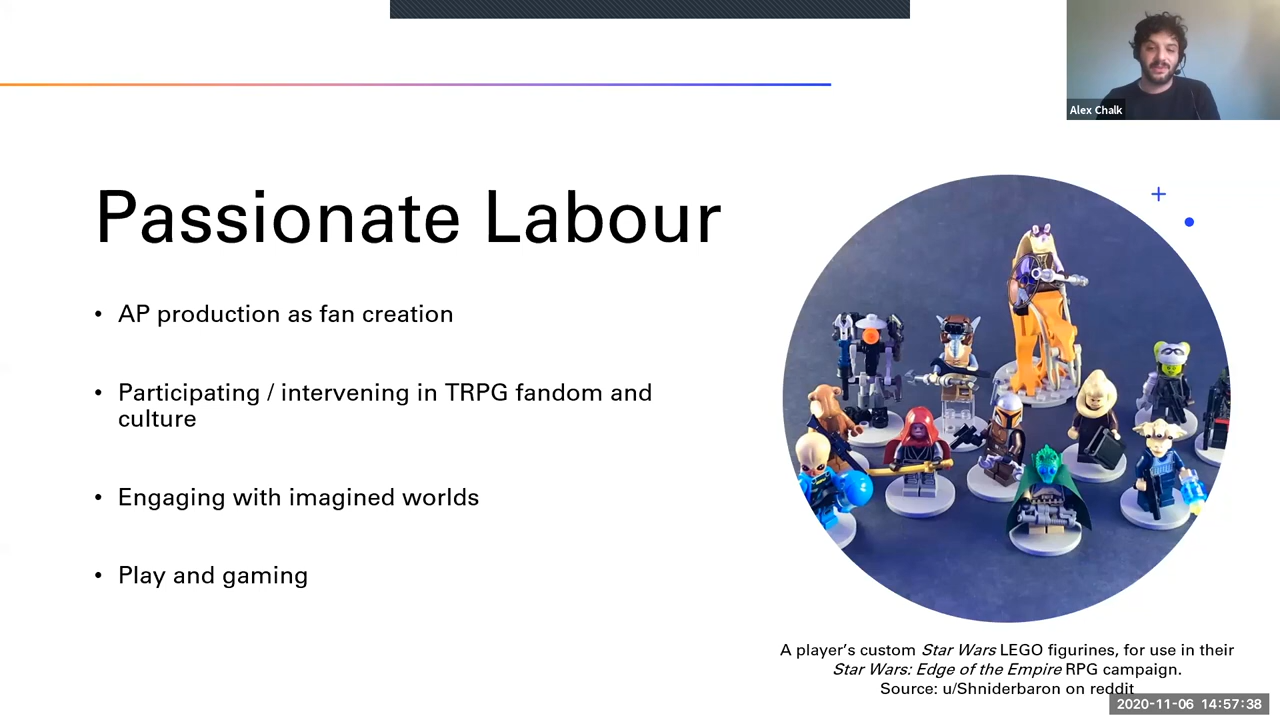 Alex Chalk
Passionate Labour
• AP production as fan creation
• Participating / intervening in TRPG fandom and
culture
• Engaging with imagined worlds
• Play and gaming
A player's custom Star Wars LEGO figurines, for use in their
Star Wars: Edge of the Empire RPG campaign.
Source: u/Shniderbaron on reddit
2020-11-06 14:57:38